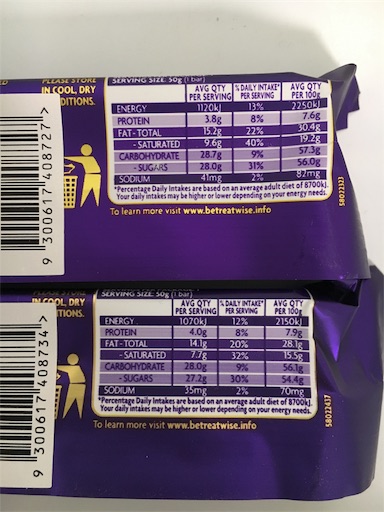 PLEASE STORE
IN COOL, DRY
DITIONS.
SERVING SIZE: 50g (1 bar)
AVG QTY PER SERVING % DAILY INTAKE* PER SERVING AVG QTY PER 100g
ENERGY 1120kJ 13% 2250kJ
PROTEIN 3.8g 8% 7.6g
FAT-TOTAL 15.2g 22% 30.4g
- SATURATED 9.6g 40% 19.2g
CARBOHYDRATE 28.7g 9% 57.3g
- SUGARS 28.0g 31% 56.0g
SODIUM 41mg 2% 82mg
*Percentage Daily Intakes are based on an average adult diet of 8700kJ.
Your daily intakes may be higher or lower depending on your energy needs.
To learn more visit www.betreatwise.info
9 300617 408727 >
58022323
IN COOL, DRY
TIONS.
SERVING SIZE: 50g (1 bar)
AVG QTY PER SERVING % DAILY INTAKE* PER SERVING AVG QTY PER 100g
ENERGY 1070kJ 12% 2150kJ
PROTEIN 4.0g 8% 7.9g
FAT-TOTAL 14.1g 20% 28.1g
- SATURATED 7.7g 32% 15.5g
CARBOHYDRATE 28.0g 9% 56.1g
- SUGARS 27.2g 30% 54.4g
SODIUM 35mg 2% 70mg
*Percentage Daily Intakes are based on an average adult diet of 8700kJ.
Your daily intakes may be higher or lower depending on your energy needs.
To learn more visit www.betreatwise.info
9 300617 408734 >
58022437